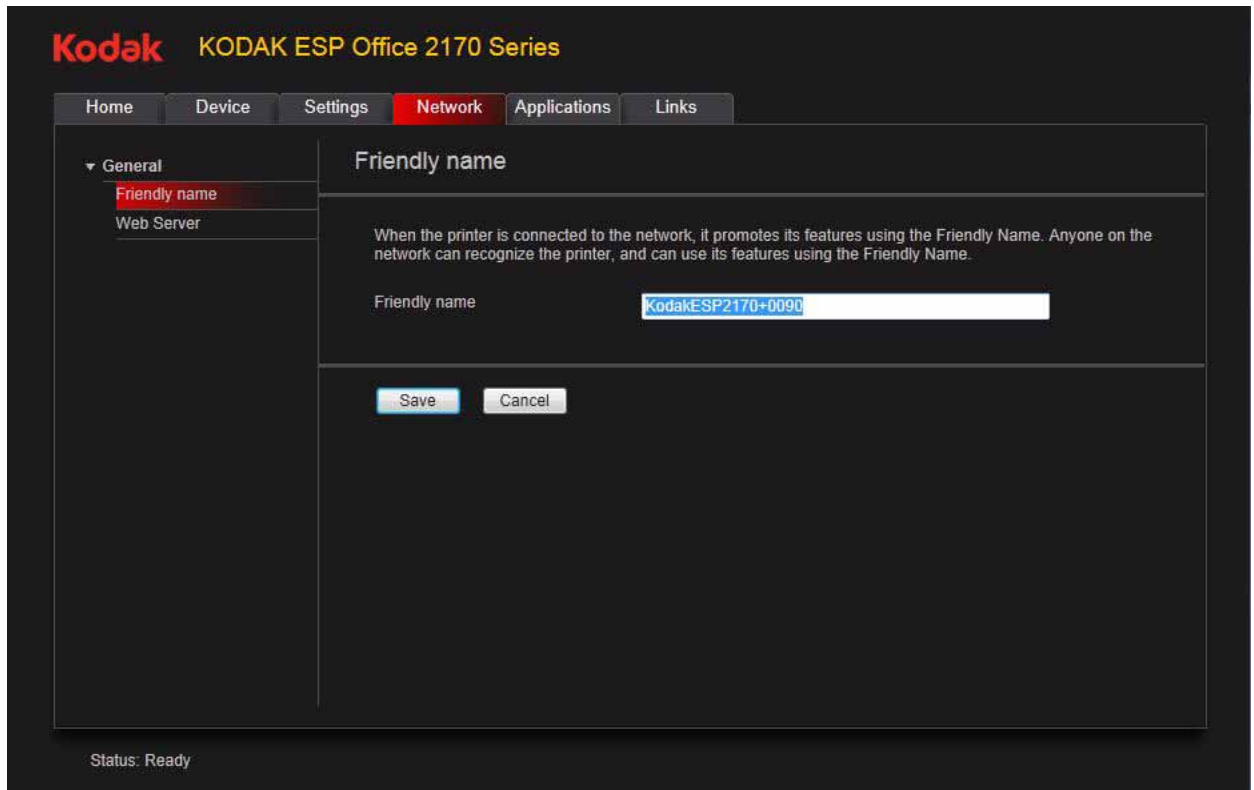 Kodak KODAK ESP Office 2170 Series
Home Device Settings Network Applications Links
General
Friendly name
Web Server
Friendly name
When the printer is connected to the network, it promotes its features using the Friendly Name. Anyone on the
network can recognize the printer, and can use its features using the Friendly Name.
Friendly name KodakESP2170+0090
Save Cancel
Status: Ready